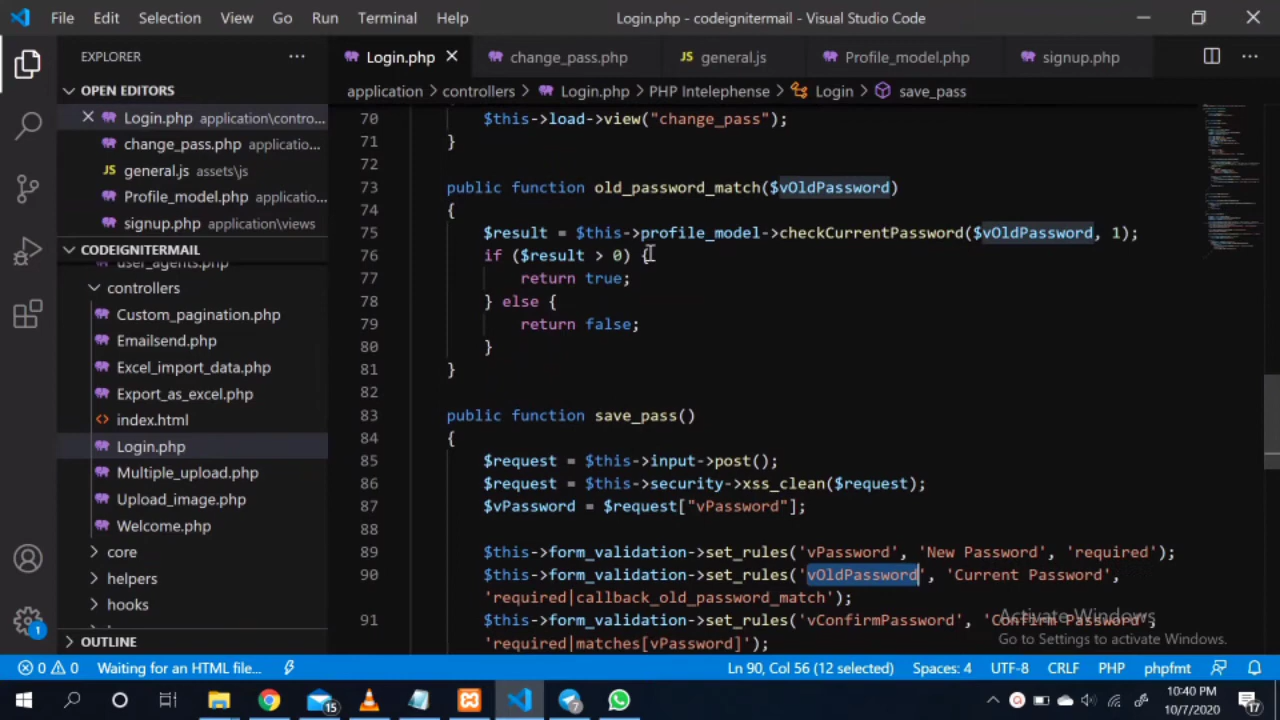 File Edit Selection View Go Run Terminal Help Login.php - codeignitermail - Visual Studio Code
EXPLORER ··· Login.php change_pass.php general.js Profile_model.php signup.php ···
OPEN EDITORS application > controllers > Login.php > PHP Intelephense > Login > save_pass
Login.php application\contro...
change_pass.php applicatio...
JS general.js assets\js
Profile_model.php application...
signup.php application\views
CODEIGNITERMAIL
user_agents.php
controllers
Custom_pagination.php
Emailsend.php
Excel_import_data.php
Export_as_excel.php
index.html
Login.php
Multiple_upload.php
Upload_image.php
Welcome.php
core
helpers
hooks
OUTLINE
70 $this->load->view("change_pass");
71 }
72
73 public function old_password_match($vOldPassword)
74 {
75 $result = $this->profile_model->checkCurrentPassword($vOldPassword, 1);
76 if ($result > 0) {
77 return true;
78 } else {
79 return false;
80 }
81 }
82
83 public function save_pass()
84 {
85 $request = $this->input->post();
86 $request = $this->security->xss_clean($request);
87 $vPassword = $request["vPassword"];
88
89 $this->form_validation->set_rules('vPassword', 'New Password', 'required');
90 $this->form_validation->set_rules('vOldPassword', 'Current Password',
'required|callback_old_password_match');
91 $this->form_validation->set_rules('vConfirmPassword', 'Confirm Password',
'required|matches[vPassword]');
Activate Windows
Go to Settings to activate Windows.
1
0 0 Waiting for an HTML file... Ln 90, Col 56 (12 selected) Spaces: 4 UTF-8 CRLF PHP phpfmt
15 7 10:40 PM
10/7/2020 17